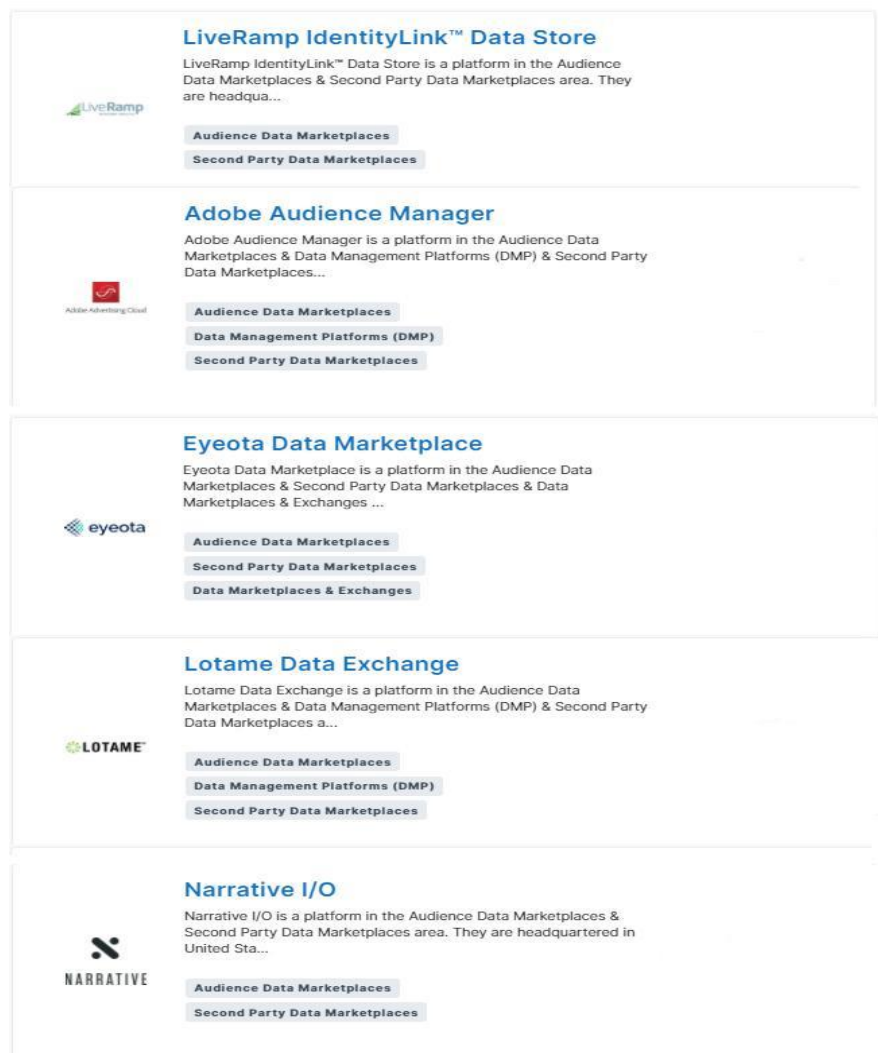 LiveRamp IdentityLink™ Data Store
LiveRamp IdentityLink™ Data Store is a platform in the Audience
Data Marketplaces & Second Party Data Marketplaces area. They
are headqua...
LiveRamp
Audience Data Marketplaces
Second Party Data Marketplaces
Adobe Audience Manager
Adobe Audience Manager is a platform in the Audience Data
Marketplaces & Data Management Platforms (DMP) & Second Party
Data Marketplaces...
Adobe Advertising Cloud
Audience Data Marketplaces
Data Management Platforms (DMP)
Second Party Data Marketplaces
Eyeota Data Marketplace
Eyeota Data Marketplace is a platform in the Audience Data
Marketplaces & Second Party Data Marketplaces & Data
Marketplaces & Exchanges ...
eyeota
Audience Data Marketplaces
Second Party Data Marketplaces
Data Marketplaces & Exchanges
Lotame Data Exchange
Lotame Data Exchange is a platform in the Audience Data
Marketplaces & Data Management Platforms (DMP) & Second Party
Data Marketplaces a...
LOTAME
Audience Data Marketplaces
Data Management Platforms (DMP)
Second Party Data Marketplaces
Narrative I/O
Narrative I/O is a platform in the Audience Data Marketplaces &
Second Party Data Marketplaces area. They are headquartered in
United Sta...
NARRATIVE
Audience Data Marketplaces
Second Party Data Marketplaces